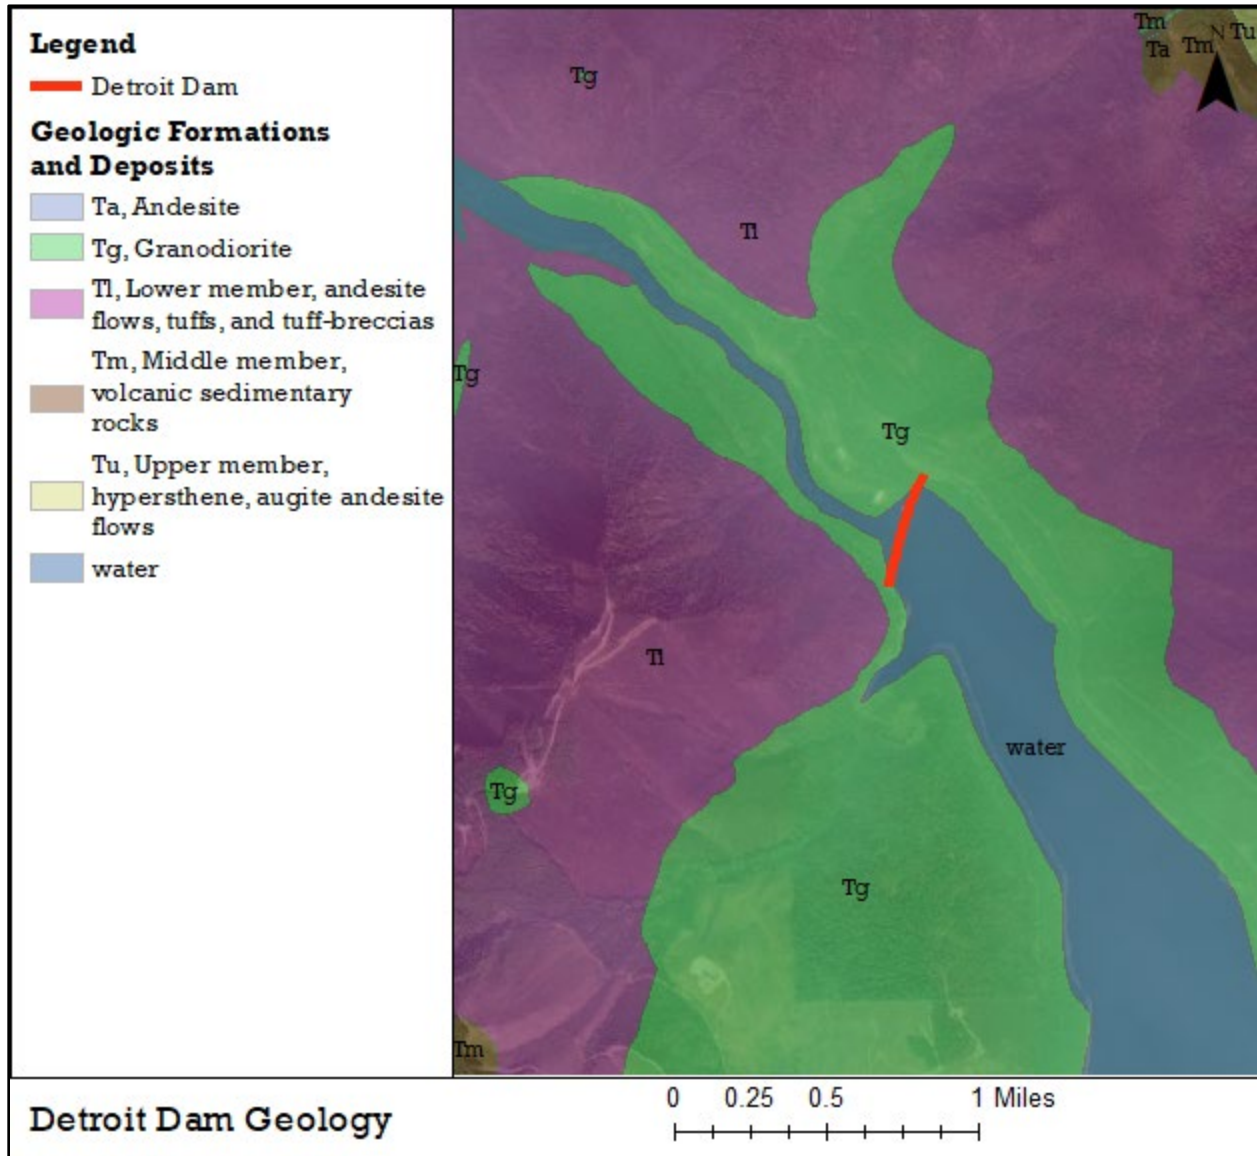 Legend
Detroit Dam
Geologic Formations
and Deposits
Ta, Andesite
Tg, Granodiorite
Tl, Lower member, andesite
flows, tuffs, and tuff-breccias
Tm, Middle member,
volcanic sedimentary
rocks
Tu, Upper member,
hypersthene, augite andesite
flows
water
Tm
N
Tu
Ta
Tm
Tg
Tl
Tg
Tg
Tl
water
Tg
Tg
Tm
Detroit Dam Geology
0 0.25 0.5 1 Miles